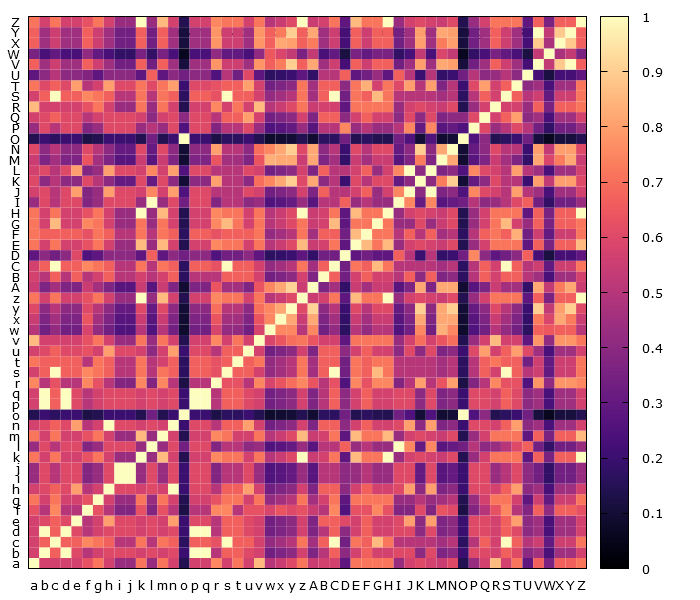 Z
Y
X
W
V
U
T
S
R
Q
P
O
N
M
L
K
J
I
H
G
F
E
D
C
B
A
z
y
x
w
v
u
t
s
r
q
p
o
n
m
l
k
j
i
h
g
f
e
d
c
b
a
a b c d e f g h i j k l m n o p q r s t u v w x y z A B C D E F G H I J K L M N O P Q R S T U V W X Y Z
1
0.9
0.8
0.7
0.6
0.5
0.4
0.3
0.2
0.1
0